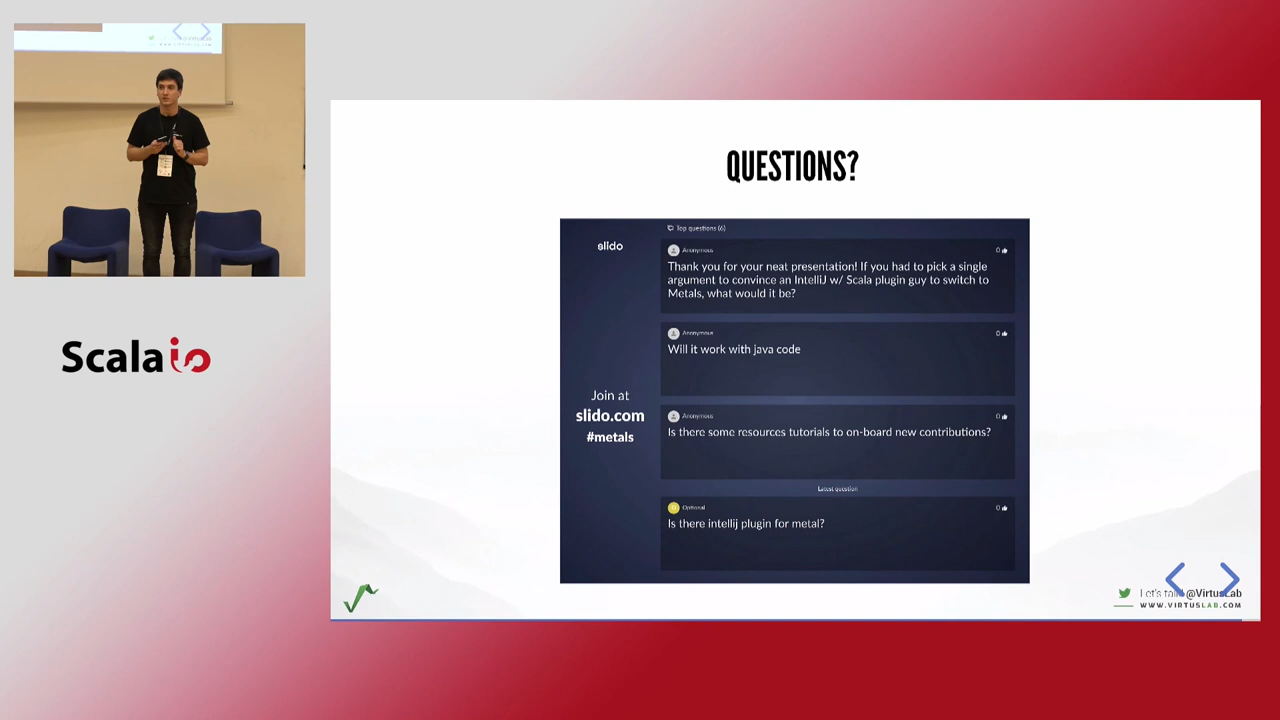 QUESTIONS?
slido
Join at
slido.com
#metals
Top questions (6)
Anonymous
0
Thank you for your neat presentation! If you had to pick a single
argument to convince an IntelliJ w/ Scala plugin guy to switch to
Metals, what would it be?
Anonymous
0
Will it work with java code
Anonymous
0
Is there some resources tutorials to on-board new contributions?
Latest question
Optional
0
Is there intellij plugin for metal?
Scala io
Let's talk @VirtusLab
WWW.VIRTUSLAB.COM